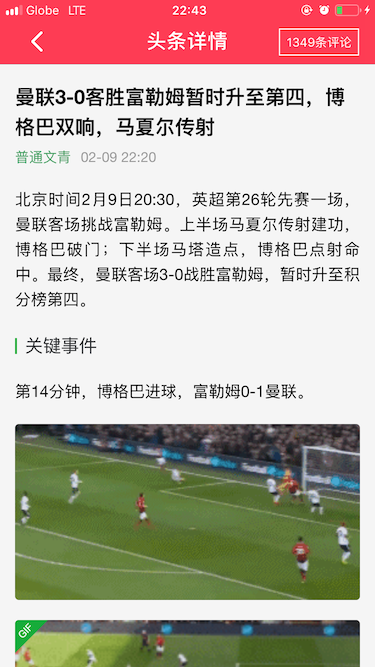 Globe LTE 22:43
头条详情
1349条评论
曼联3-0客胜富勒姆暂时升至第四，博
格巴双响，马夏尔传射
普通文青 02-09 22:20
北京时间2月9日20:30，英超第26轮先赛一场，
曼联客场挑战富勒姆。上半场马夏尔传射建功，
博格巴破门；下半场马塔造点，博格巴点射命
中。最终，曼联客场3-0战胜富勒姆，暂时升至积
分榜第四。
关键事件
第14分钟，博格巴进球，富勒姆0-1曼联。
GIF